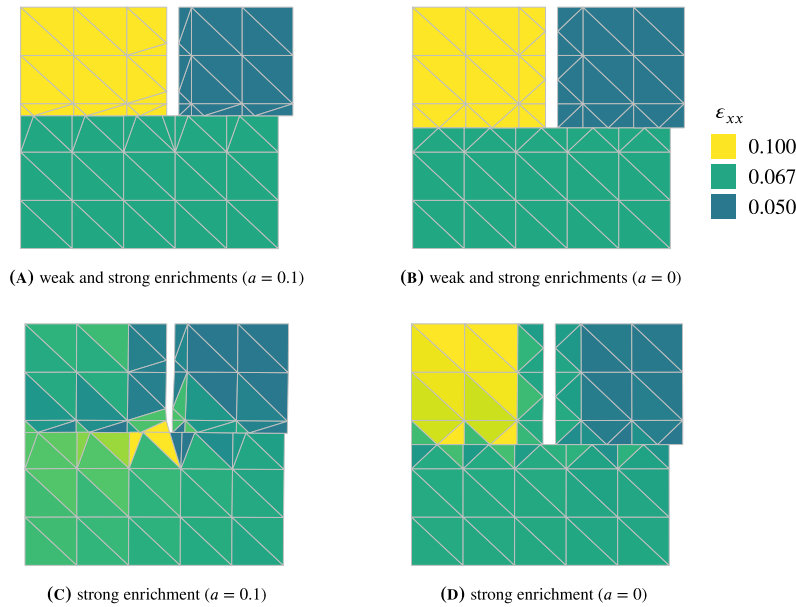 εxx
0.100
0.067
0.050
(A) weak and strong enrichments (a = 0.1)
(B) weak and strong enrichments (a = 0)
(C) strong enrichment (a = 0.1)
(D) strong enrichment (a = 0)